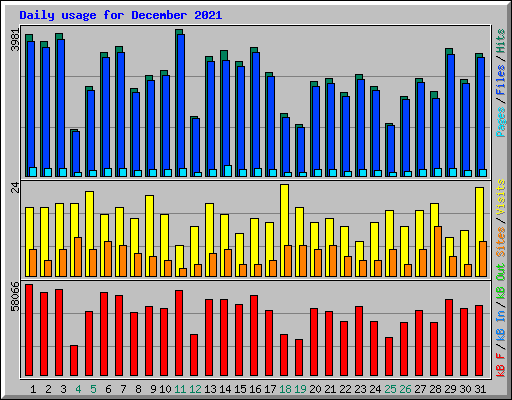 Daily usage for December 2021
3981
Pages / Files / Hits
24
Sites / Visits
58066
kB F / kB In / kB Out
1 2 3 4 5 6 7 8 9 10 11 12 13 14 15 16 17 18 19 20 21 22 23 24 25 26 27 28 29 30 31